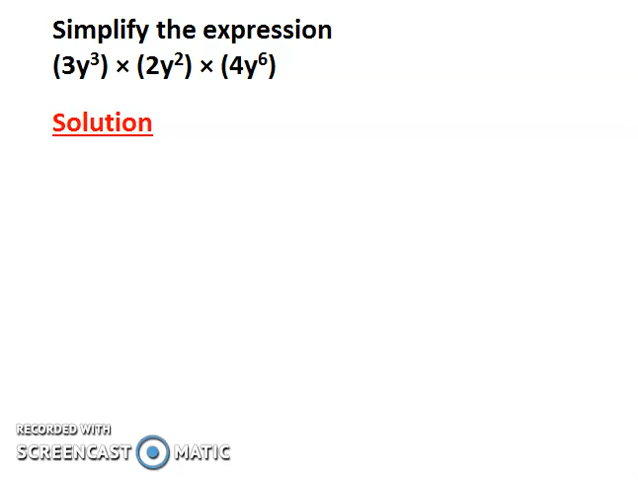 Simplify the expression
(3y³) × (2y²) × (4y⁶)
Solution
RECORDED WITH
SCREENCAST MATIC